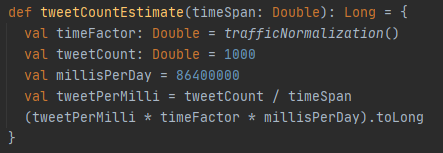 def tweetCountEstimate(timeSpan: Double): Long = {
  val timeFactor: Double = trafficNormalization()
  val tweetCount: Double = 1000
  val millisPerDay = 86400000
  val tweetPerMilli = tweetCount / timeSpan
  (tweetPerMilli * timeFactor * millisPerDay).toLong
}